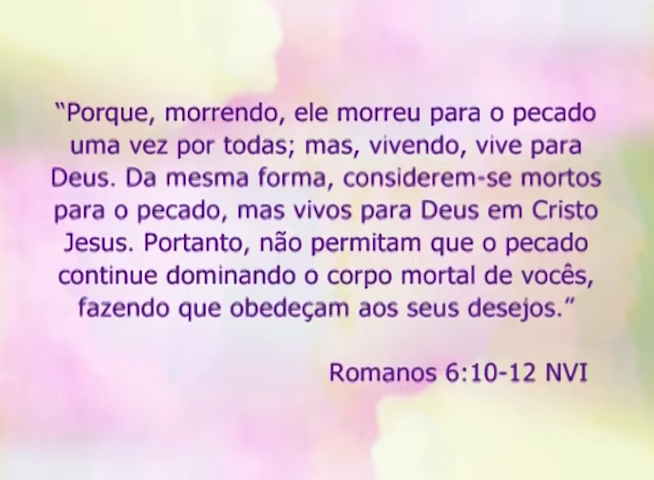 “Porque, morrendo, ele morreu para o pecado
uma vez por todas; mas, vivendo, vive para
Deus. Da mesma forma, considerem-se mortos
para o pecado, mas vivos para Deus em Cristo
Jesus. Portanto, não permitam que o pecado
continue dominando o corpo mortal de vocês,
fazendo que obedeçam aos seus desejos.”
Romanos 6:10-12 NVI